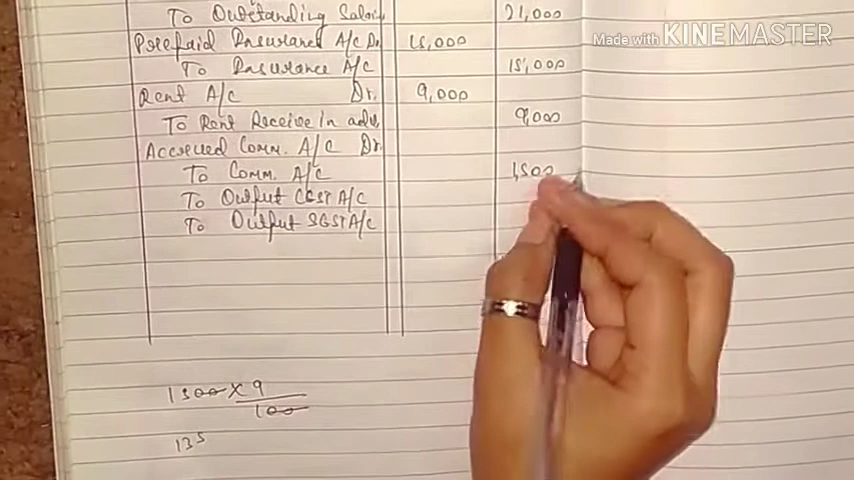 To Outstanding Salary 21,000
Made with KINEMASTER
Prepaid Insurance A/C Dr. 15,000
To Insurance A/C 15,000
Rent A/C Dr. 9,000
To Rent Receive in adv. 9,000
Accrued Comm. A/C Dr.
To Comm. A/C 1,500
To Output CGST A/C
To Output SGST A/C
1500 X 9
100
135